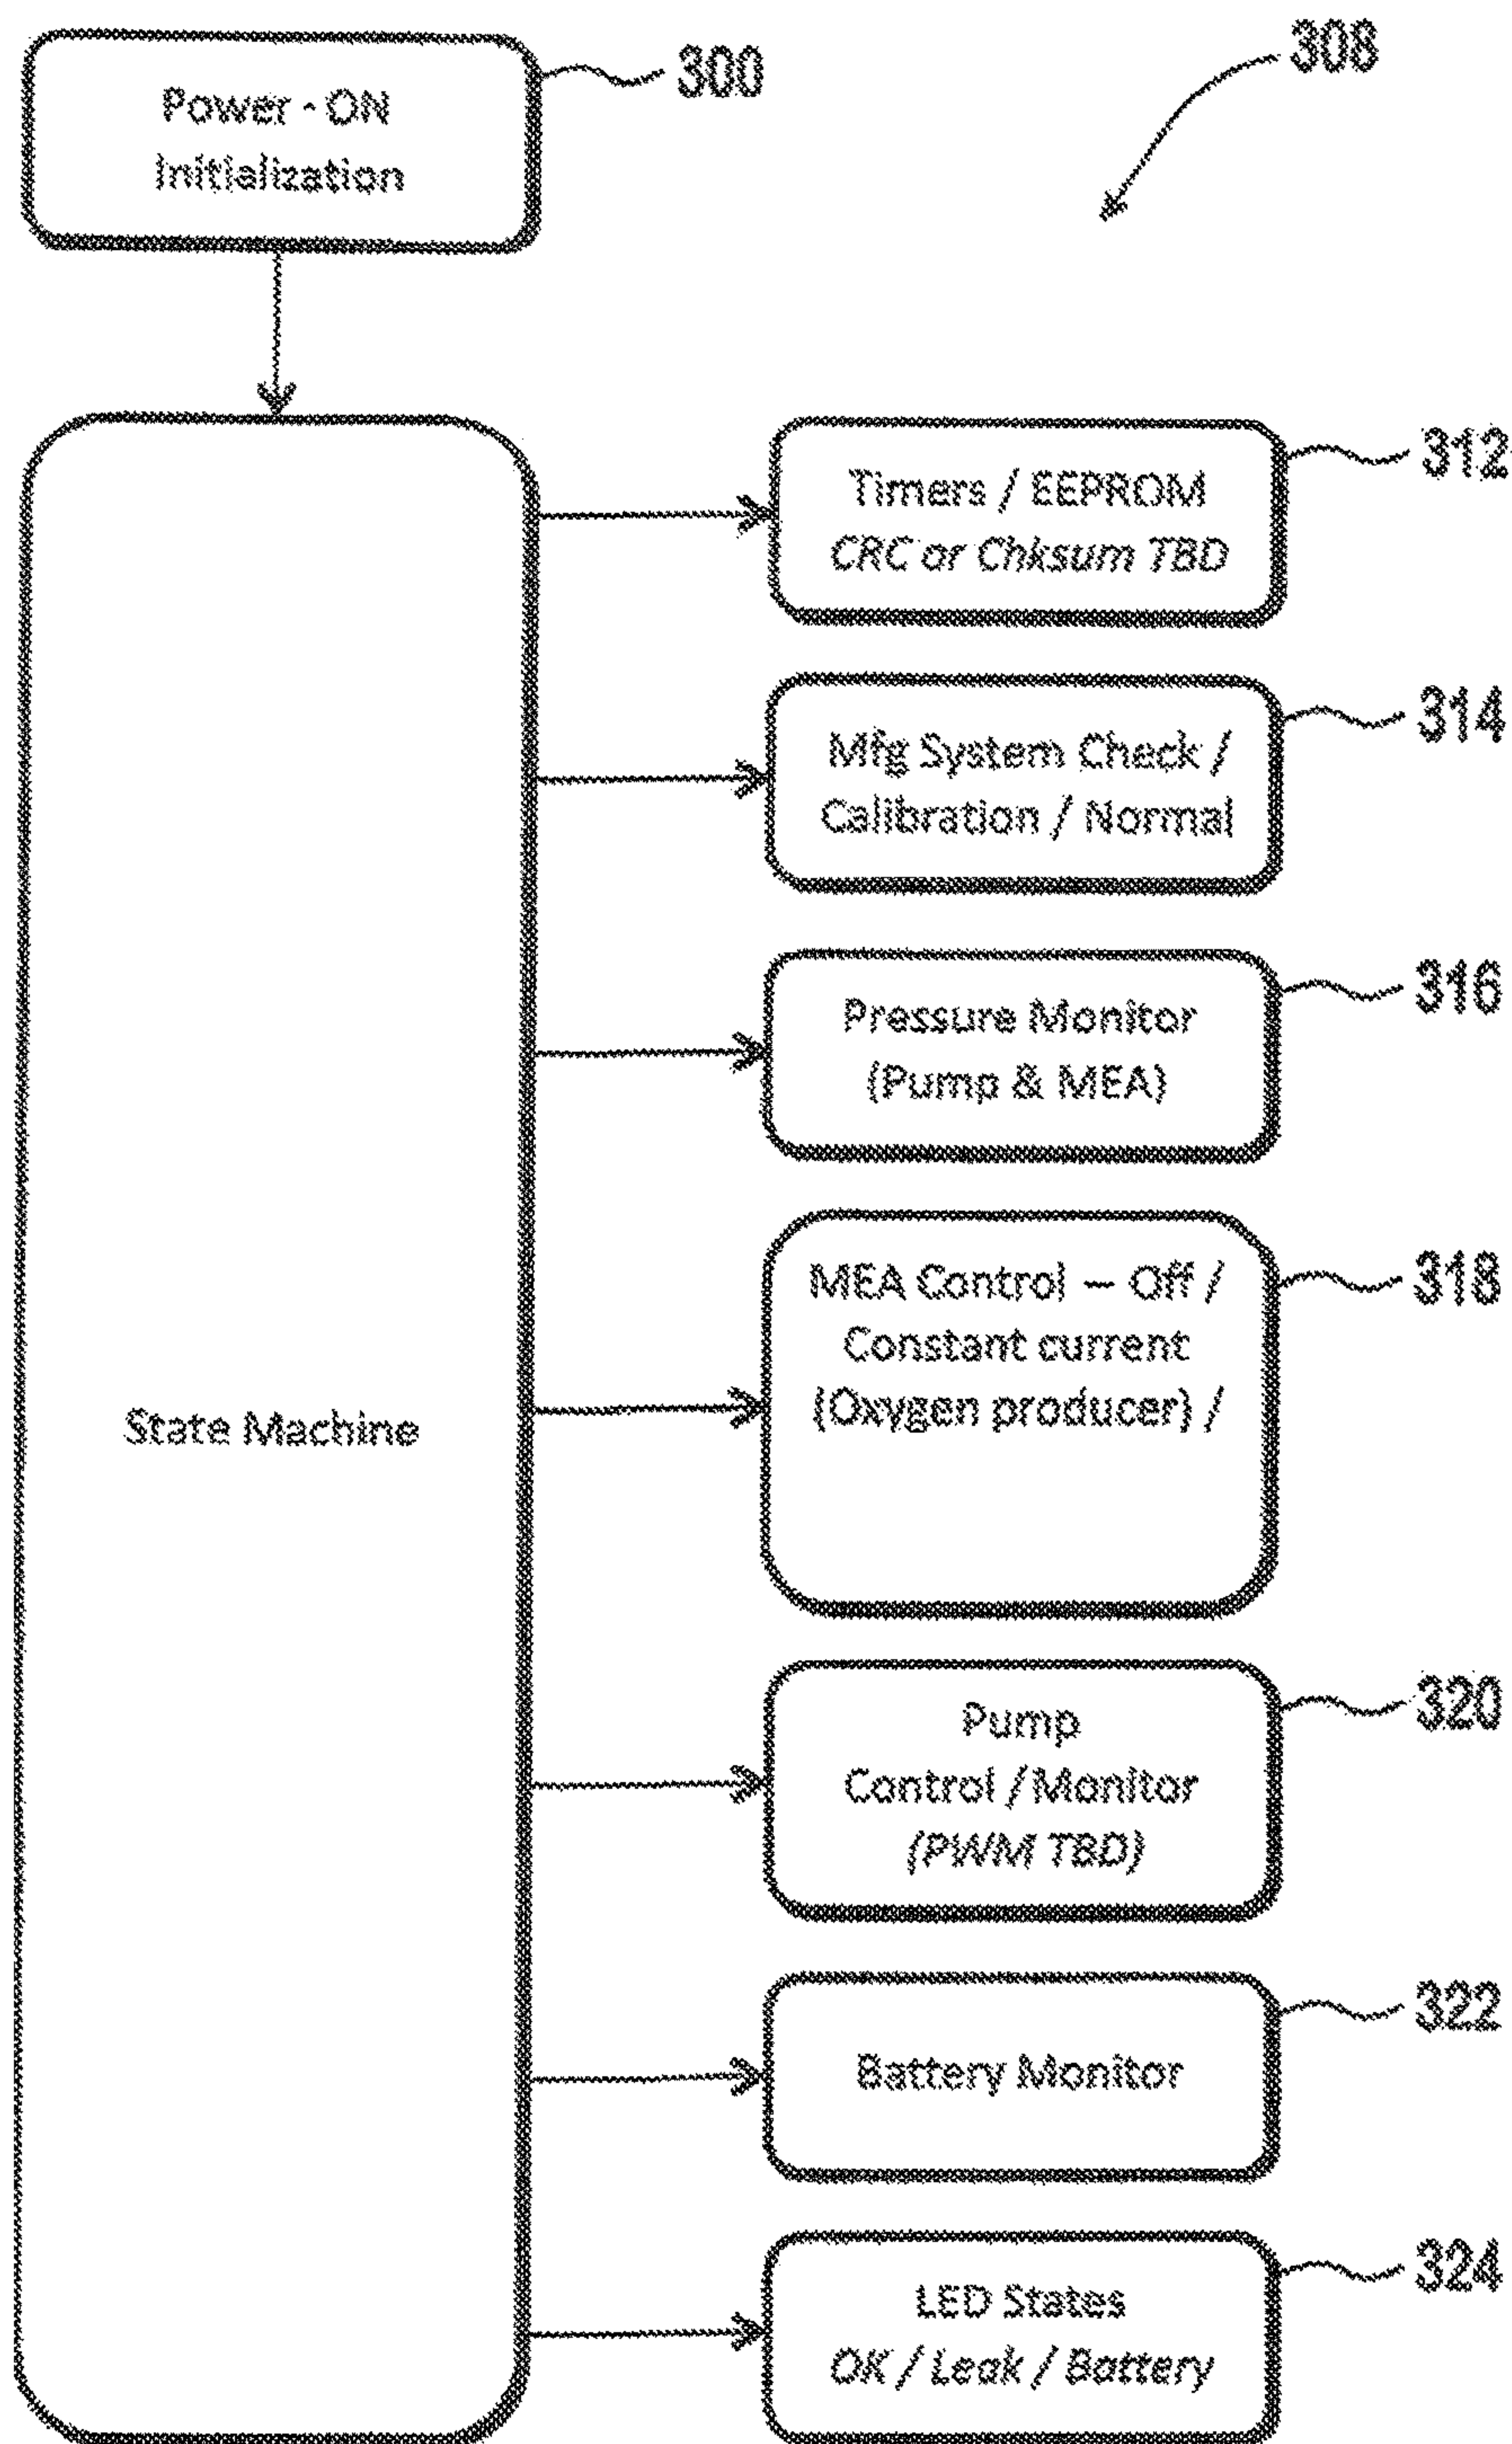 Power - ON
Initialization
300
308
State Machine
Timers / EEPROM
CRC or Chksum TBD
312
Mfg System Check /
Calibration / Normal
314
Pressure Monitor
(Pump & MEA)
316
MEA Control – Off /
Constant current
(Oxygen producer) /
318
Pump
Control / Monitor
(PWM TBD)
320
Battery Monitor
322
LED States
OK / Leak / Battery
324